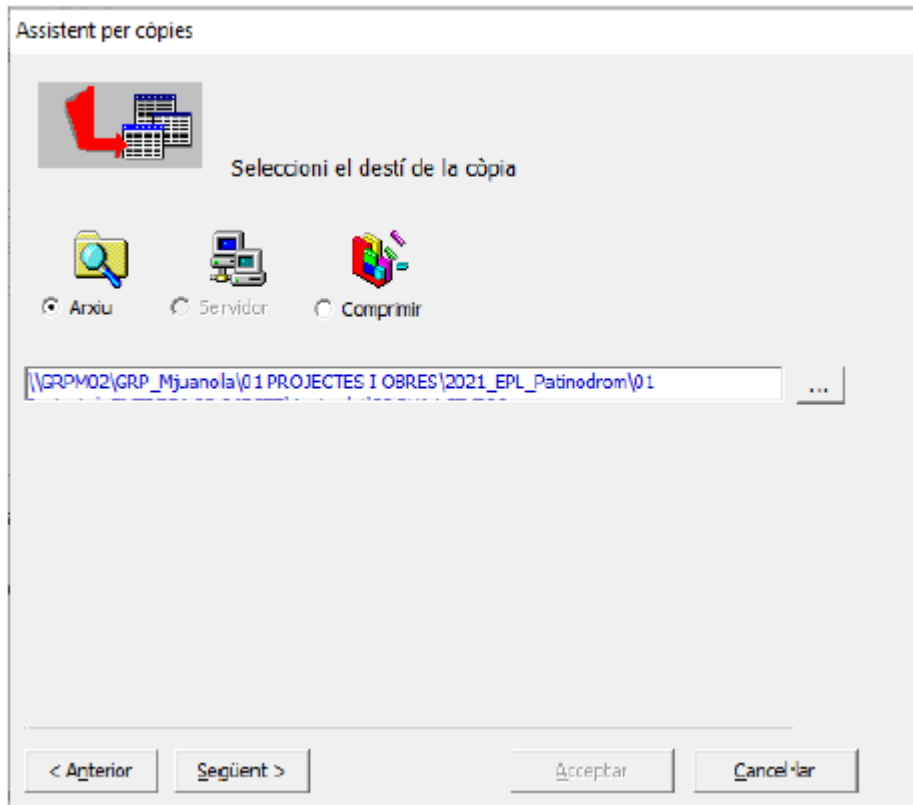 Assistent per còpies
Seleccioni el destí de la còpia
Arxiu
Servidor
Comprimir
\\GRPM02\GRP_Mjuanola\01 PROJECTES I OBRES\2021_EPL_Patinodrom\01
...
< Anterior
Següent >
Acceptar
Cancel·lar